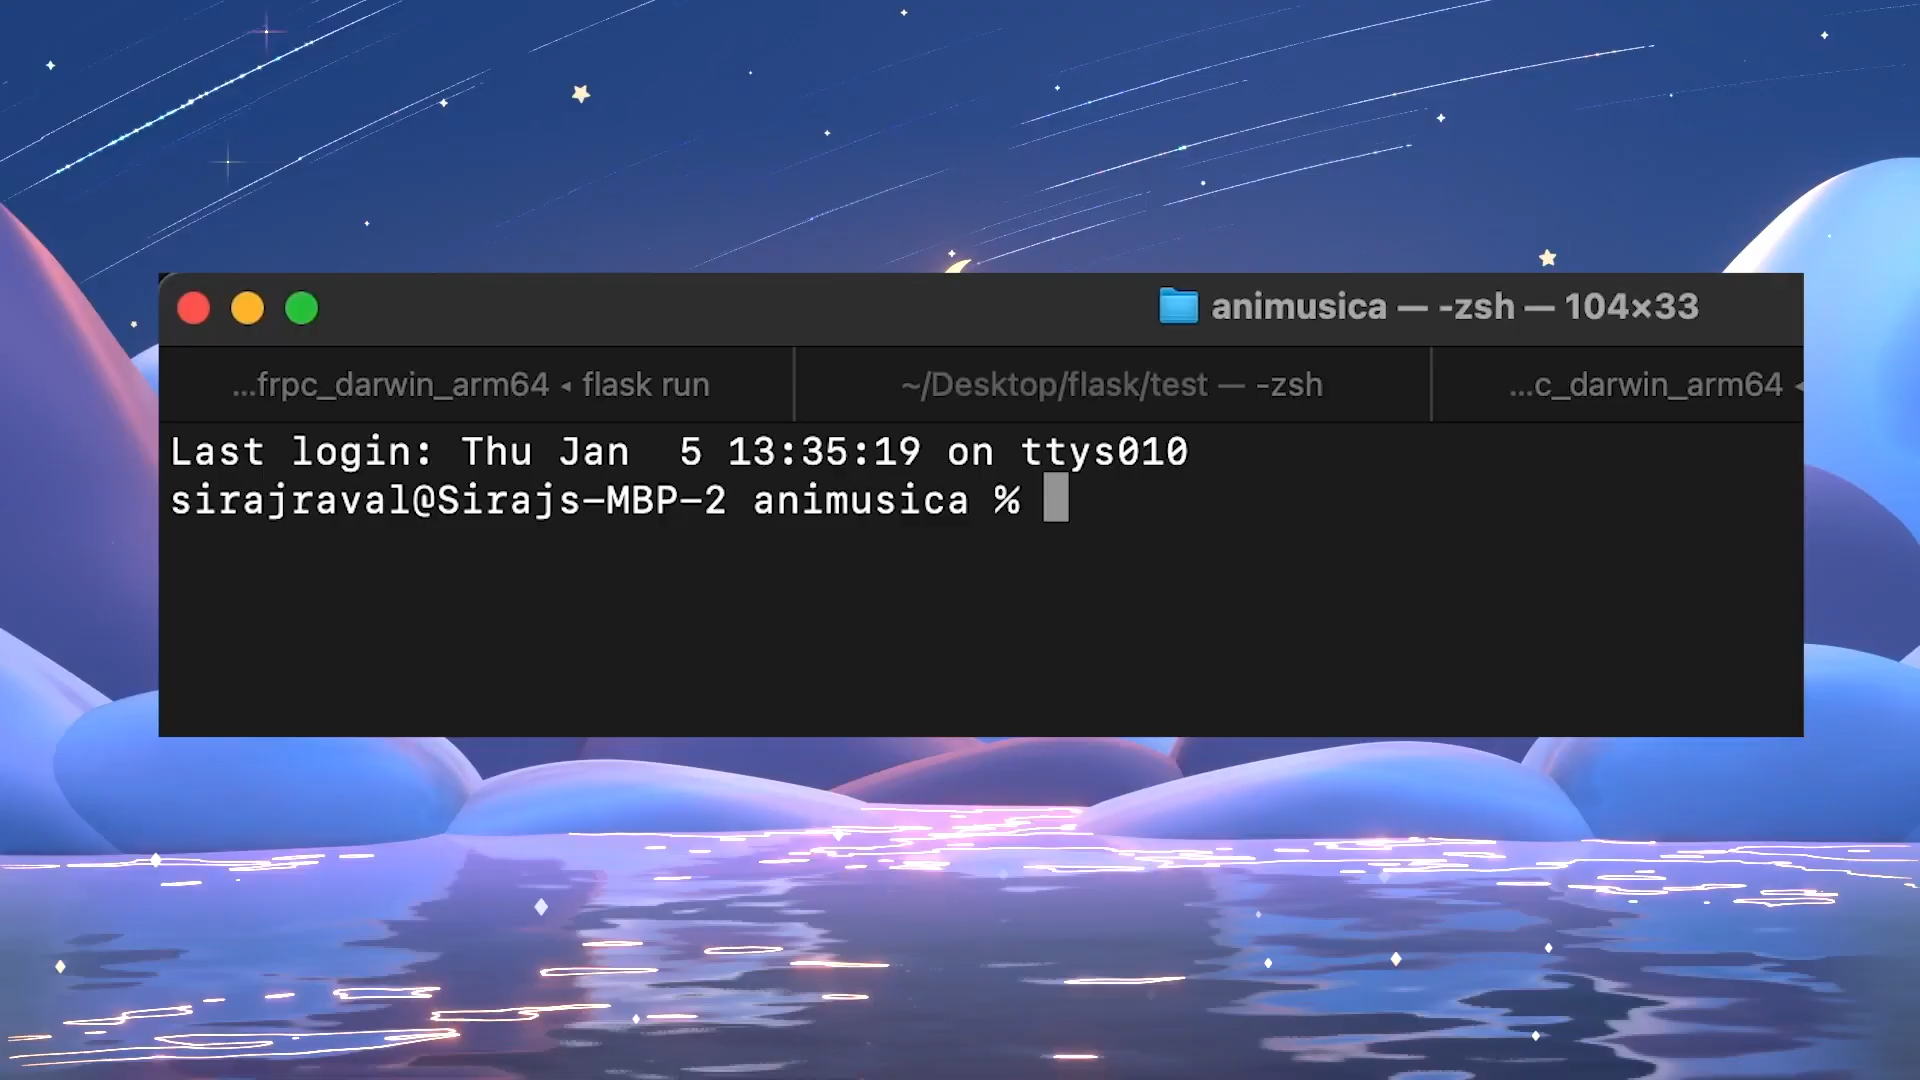 animusica — -zsh — 104×33
...frpc_darwin_arm64 ◂ flask run
~/Desktop/flask/test — -zsh
...c_darwin_arm64 ◂
Last login: Thu Jan  5 13:35:19 on ttys010
sirajraval@Sirajs-MBP-2 animusica %